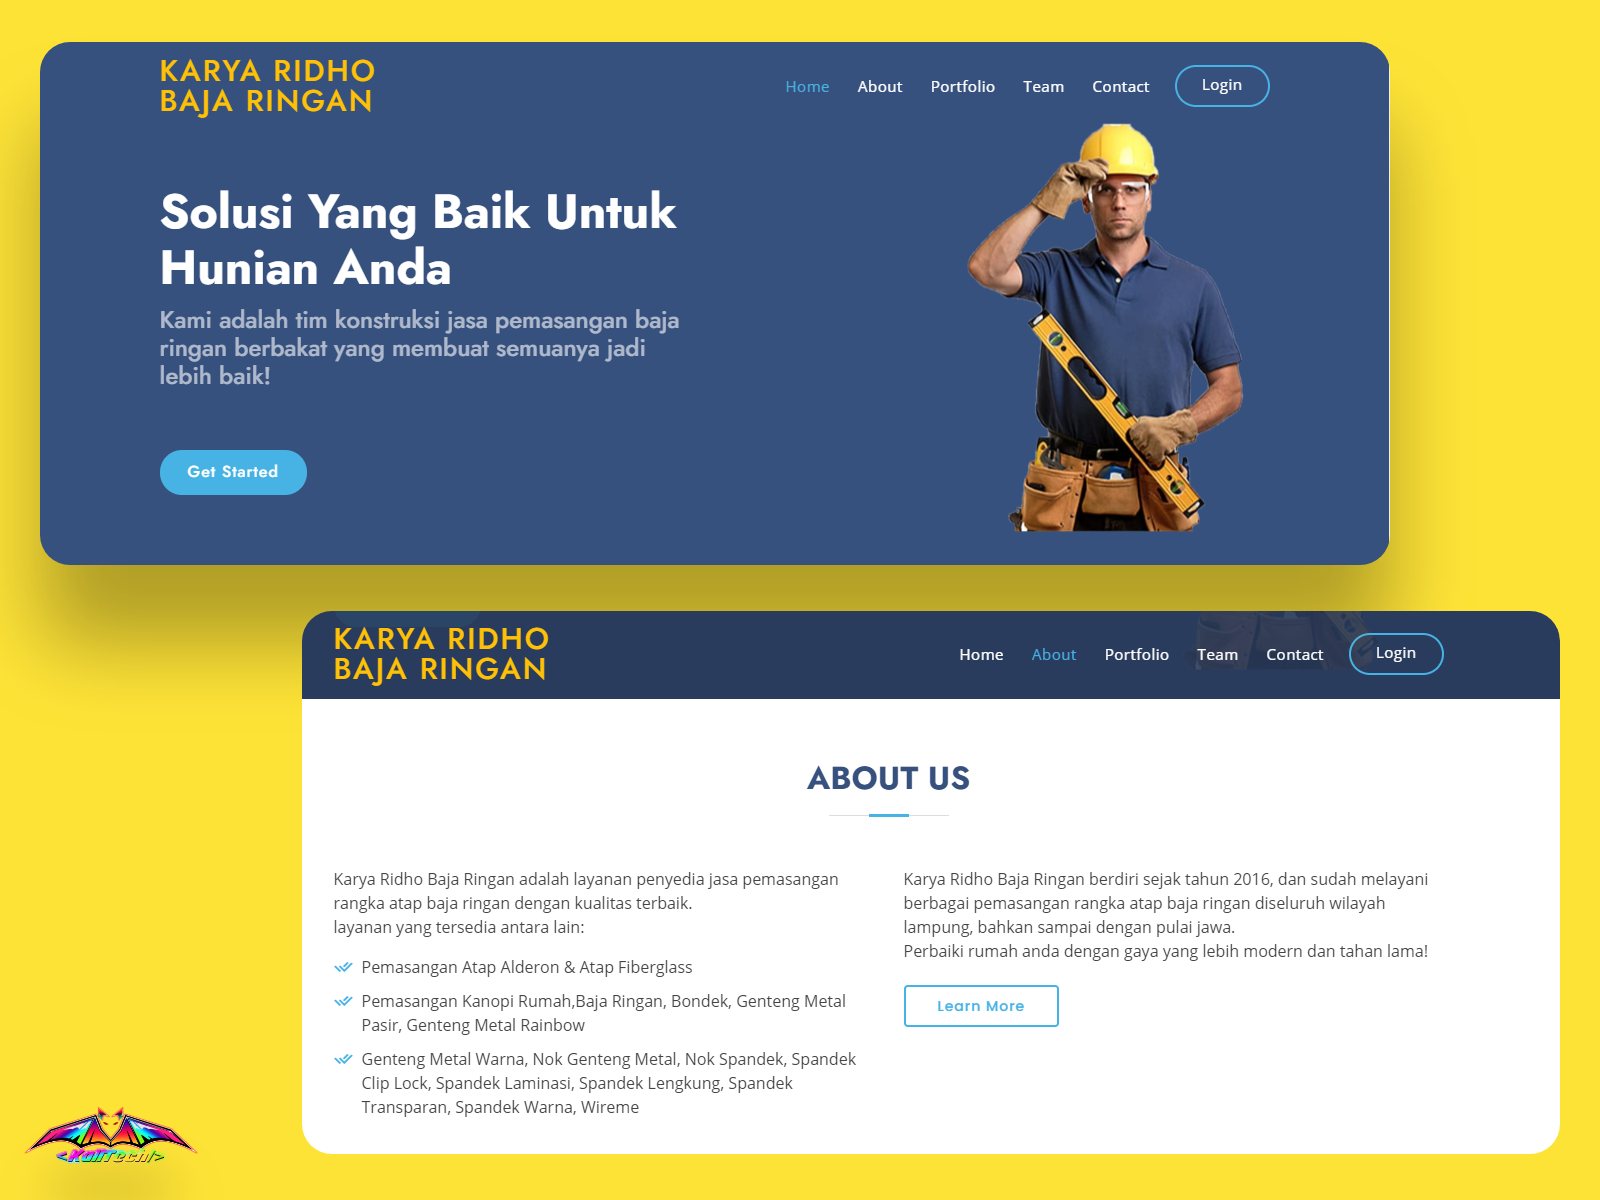 KARYA RIDHO
BAJA RINGAN
Home About Portfolio Team Contact Login
Solusi Yang Baik Untuk
Hunian Anda
Kami adalah tim konstruksi jasa pemasangan baja
ringan berbakat yang membuat semuanya jadi
lebih baik!
Get Started
KARYA RIDHO
BAJA RINGAN
Home About Portfolio Team Contact Login
ABOUT US
Karya Ridho Baja Ringan adalah layanan penyedia jasa pemasangan
rangka atap baja ringan dengan kualitas terbaik.
layanan yang tersedia antara lain:
Pemasangan Atap Alderon & Atap Fiberglass
Pemasangan Kanopi Rumah,Baja Ringan, Bondek, Genteng Metal
Pasir, Genteng Metal Rainbow
Genteng Metal Warna, Nok Genteng Metal, Nok Spandek, Spandek
Clip Lock, Spandek Laminasi, Spandek Lengkung, Spandek
Transparan, Spandek Warna, Wireme
Karya Ridho Baja Ringan berdiri sejak tahun 2016, dan sudah melayani
berbagai pemasangan rangka atap baja ringan diseluruh wilayah
lampung, bahkan sampai dengan pulai jawa.
Perbaiki rumah anda dengan gaya yang lebih modern dan tahan lama!
Learn More
<KaliTech/>